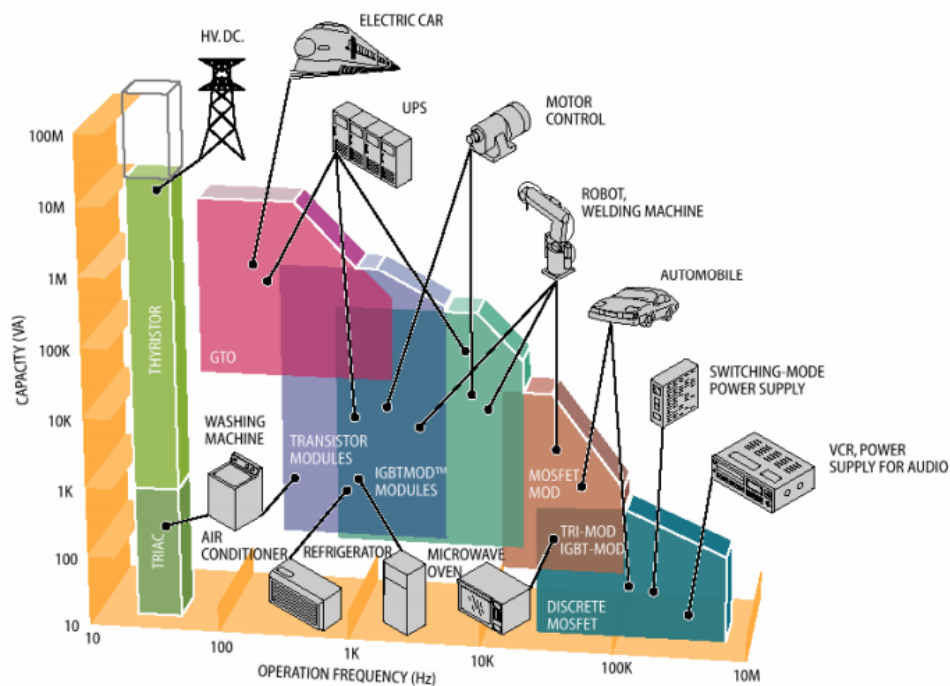 ELECTRIC CAR
HV. DC.
UPS
MOTOR
CONTROL
ROBOT,
WELDING MACHINE
AUTOMOBILE
SWITCHING-MODE
POWER SUPPLY
VCR, POWER
SUPPLY FOR AUDIO
CAPACITY (VA)
100M
10M
1M
100K
10K
1K
100
10
THYRISTOR
TRIAC
GTO
WASHING
MACHINE
TRANSISTOR
MODULES
IGBTMOD™
MODULES
MOSFET
MOD
TRI-MOD
IGBT-MOD
DISCRETE
MOSFET
AIR
CONDITIONER
REFRIGERATOR
MICROWAVE
OVEN
10
100
1K
10K
100K
10M
OPERATION FREQUENCY (Hz)